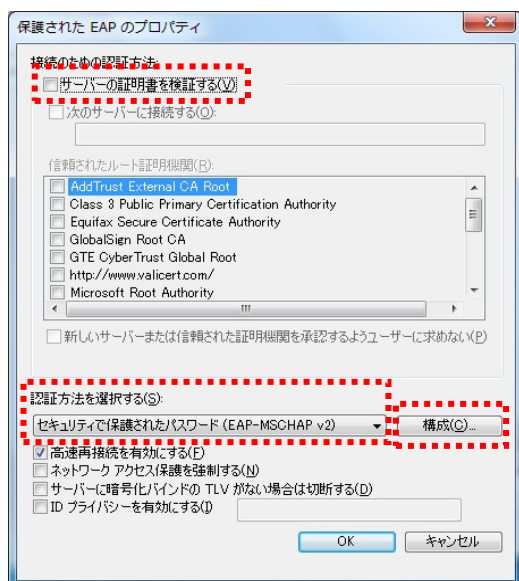 保護された EAP のプロパティ
接続のための認証方法:
サーバーの証明書を検証する(V)
次のサーバーに接続する(O):
信頼されたルート証明機関(R):
AddTrust External CA Root
Class 3 Public Primary Certification Authority
Equifax Secure Certificate Authority
GlobalSign Root CA
GTE CyberTrust Global Root
http://www.valicert.com/
Microsoft Root Authority
新しいサーバーまたは信頼された証明機関を承認するようユーザーに求めない(P)
認証方法を選択する(S):
セキュリティで保護されたパスワード (EAP-MSCHAP v2) 構成(C)...
高速再接続を有効にする(F)
ネットワーク アクセス保護を強制する(N)
サーバーに暗号化バインドの TLV がない場合は切断する(D)
ID プライバシーを有効にする(I)
OK キャンセル